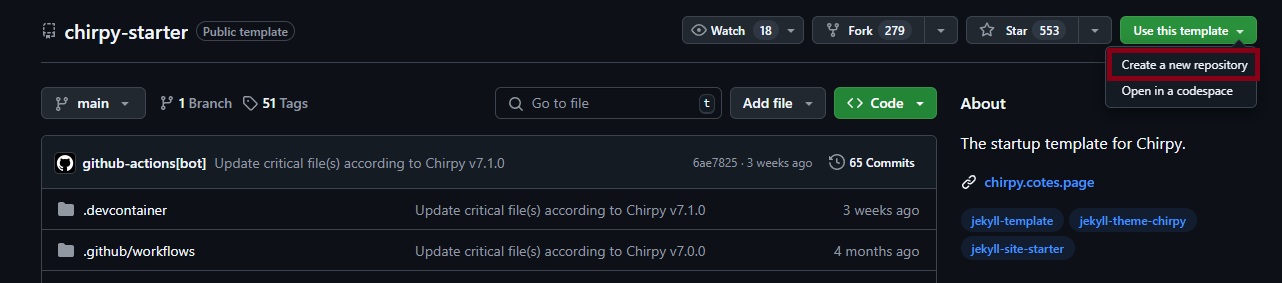 chirpy-starter Public template Watch 18 Fork 279 Star 553 Use this template
Create a new repository
Open in a codespace
main 1 Branch 51 Tags Go to file t Add file <> Code
About
The startup template for Chirpy.
chirpy.cotes.page
jekyll-template jekyll-theme-chirpy
jekyll-site-starter
github-actions[bot] Update critical file(s) according to Chirpy v7.1.0 6ae7825 · 3 weeks ago 65 Commits
.devcontainer Update critical file(s) according to Chirpy v7.1.0 3 weeks ago
.github/workflows Update critical file(s) according to Chirpy v7.0.0 4 months ago